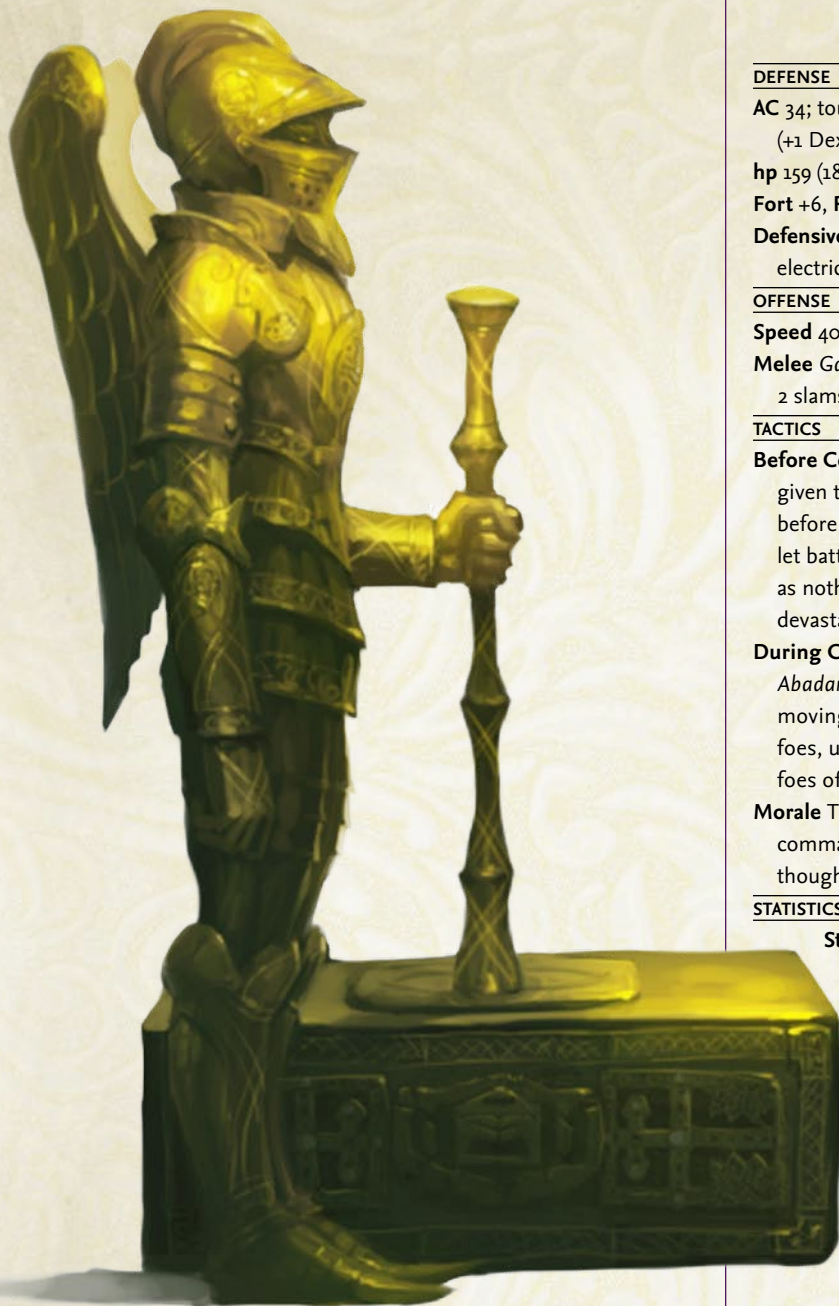 DEFENSE
AC 34; tou
(+1 Dex
hp 159 (18
Fort +6, R
Defensive
electric
OFFENSE
Speed 40
Melee Ga
2 slams
TACTICS
Before Co
given t
before
let batt
as noth
devasta
During C
Abadar
moving
foes, u
foes of
Morale T
comma
though
STATISTICS
St